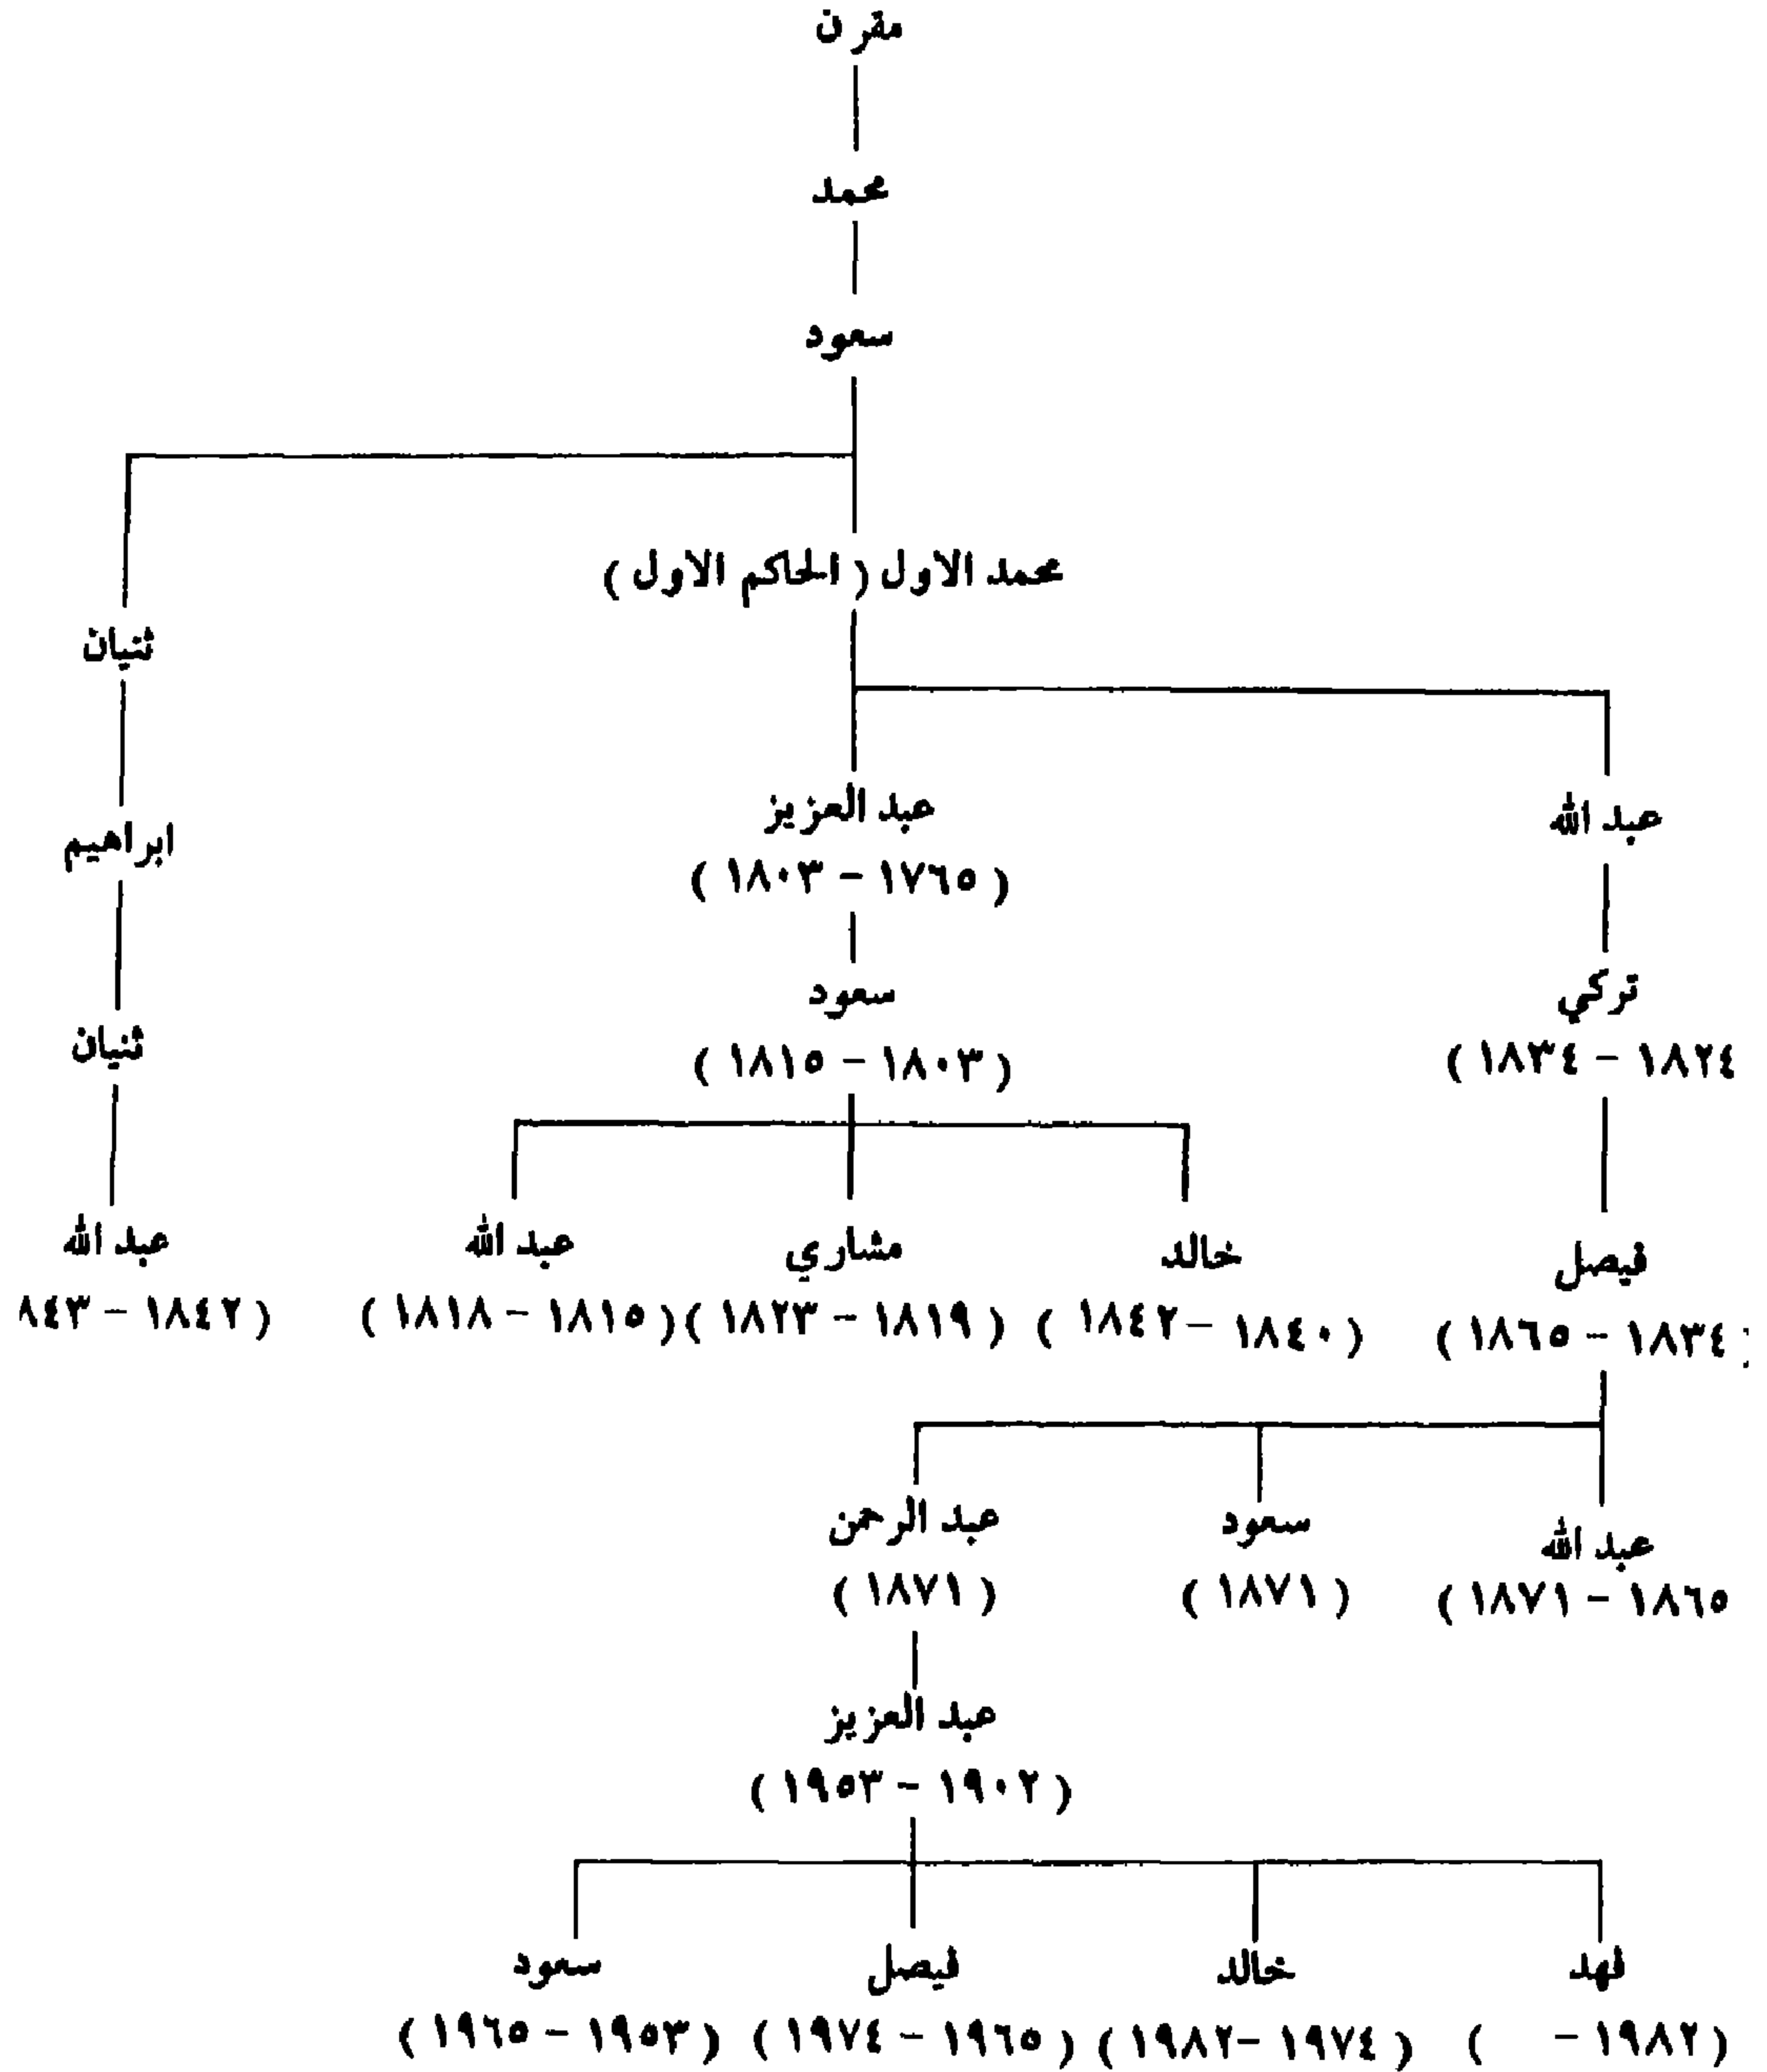 مقرن
محمد
سعود
محمد الاول (الحاكم الاول)
ثنيان
عبد الله
عبد العزيز
ابراهيم
(١٧٦٥ - ١٨٠٣)
تركي
سعود
ثنيان
١٨٢٤ - ١٨٣٤)
(١٨٠٣ - ١٨١٥)
فيصل
خالد
مشاري
عبد الله
عبد الله
١٨٣٤ - ١٨٦٥)
(١٨٤٠ - ١٨٤٢)
(١٨١٩ - ١٨٢٣)
(١٨١٥ - ١٨١٨)
(١٨٤٢ - ٨٤٣
عبد الله
سعود
عبد الرحمن
١٨٦٥ - ١٨٧١)
(١٨٧١)
(١٨٧١)
عبد العزيز
(١٩٠٢ - ١٩٥٣)
فهد
خالد
فيصل
سعود
(١٩٨٢ - )
(١٩٧٤ - ١٩٨٢)
(١٩٦٥ - ١٩٧٤)
(١٩٥٣ - ١٩٦٥)